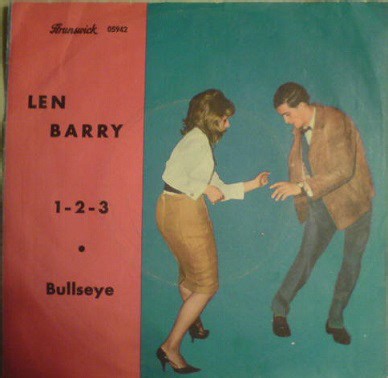 Brunswick 05942
LEN
BARRY
1-2-3
•
Bullseye